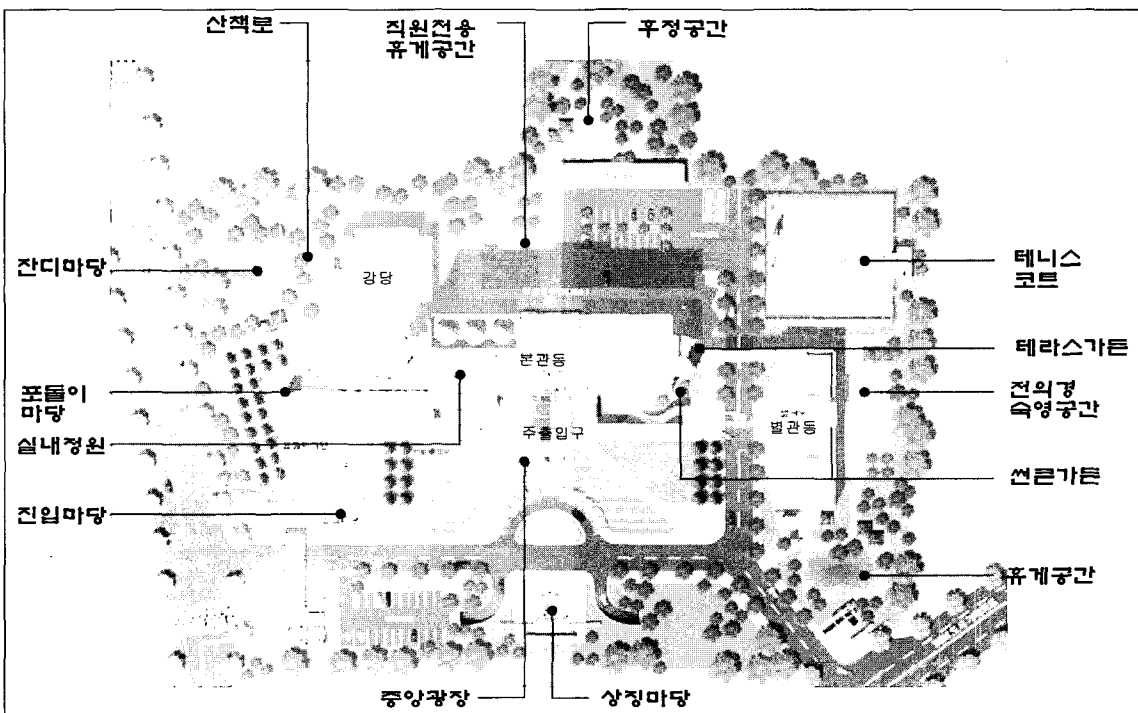 산책로
직원전용
휴게공간
후정공간
잔디마당
강당
테니스
코트
본관동
테라스가든
포돌이
마당
전의경
숙영공간
실내정원
주출입구
별관동
썬큰가든
진입마당
휴게공간
중앙광장
상징마당